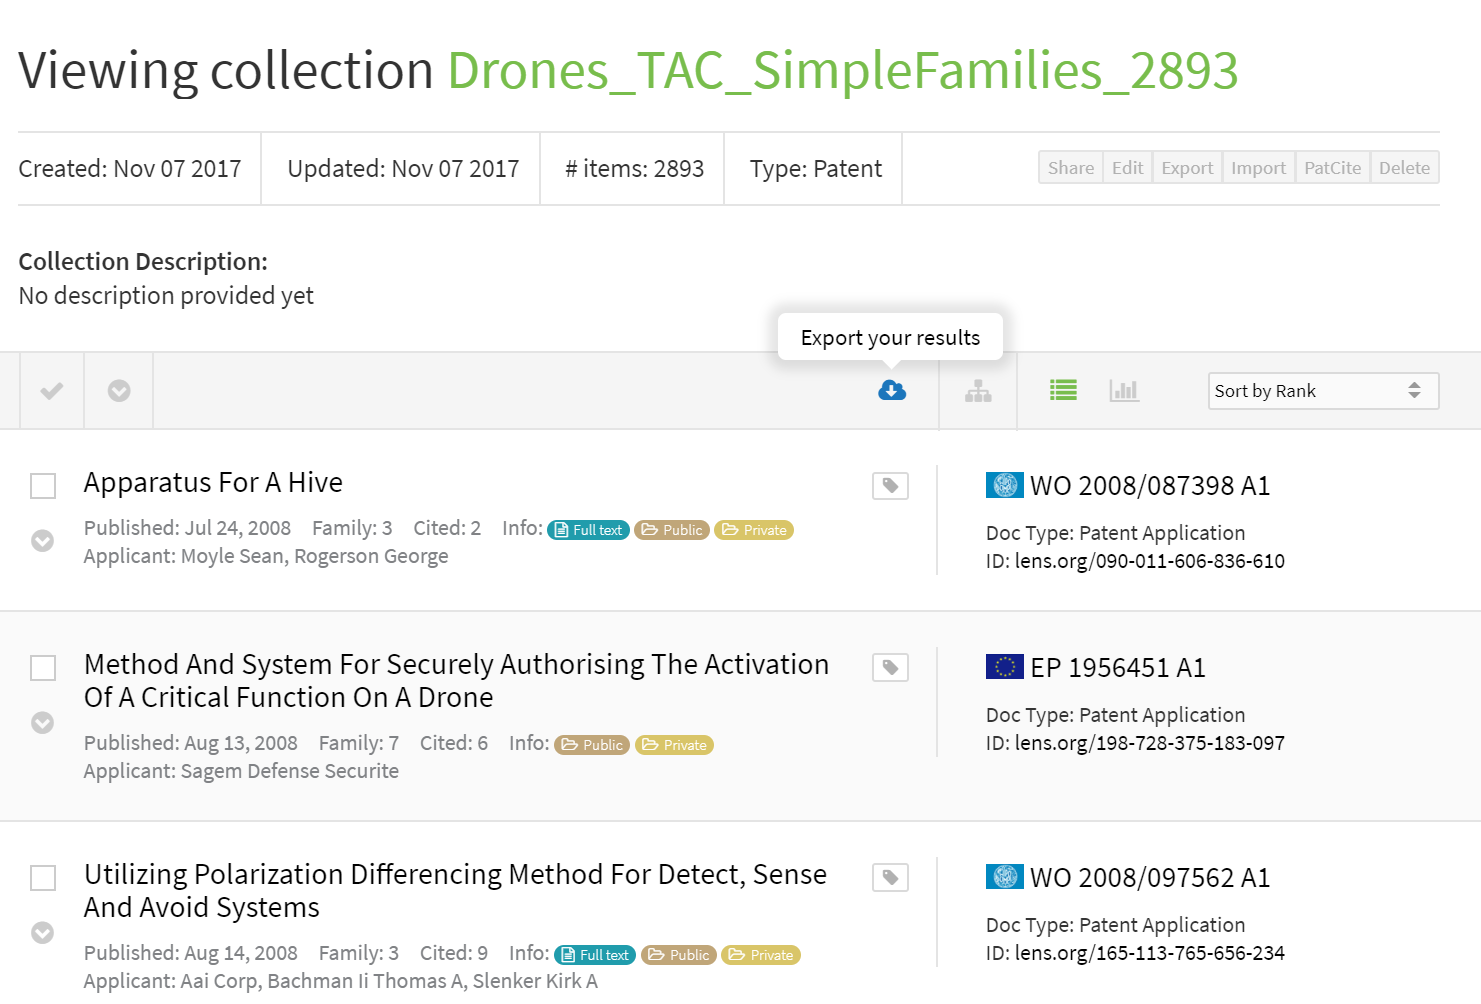 Viewing collection Drones_TAC_SimpleFamilies_2893
Created: Nov 07 2017 Updated: Nov 07 2017 # items: 2893 Type: Patent Share Edit Export Import PatCite Delete
Collection Description:
No description provided yet
Export your results
Sort by Rank
Apparatus For A Hive
Published: Jul 24, 2008 Family: 3 Cited: 2 Info: Full text Public Private
Applicant: Moyle Sean, Rogerson George
WO 2008/087398 A1
Doc Type: Patent Application
ID: lens.org/090-011-606-836-610
Method And System For Securely Authorising The Activation
Of A Critical Function On A Drone
Published: Aug 13, 2008 Family: 7 Cited: 6 Info: Public Private
Applicant: Sagem Defense Securite
EP 1956451 A1
Doc Type: Patent Application
ID: lens.org/198-728-375-183-097
Utilizing Polarization Differencing Method For Detect, Sense
And Avoid Systems
Published: Aug 14, 2008 Family: 3 Cited: 9 Info: Full text Public Private
Applicant: Aai Corp, Bachman Ii Thomas A, Slenker Kirk A
WO 2008/097562 A1
Doc Type: Patent Application
ID: lens.org/165-113-765-656-234